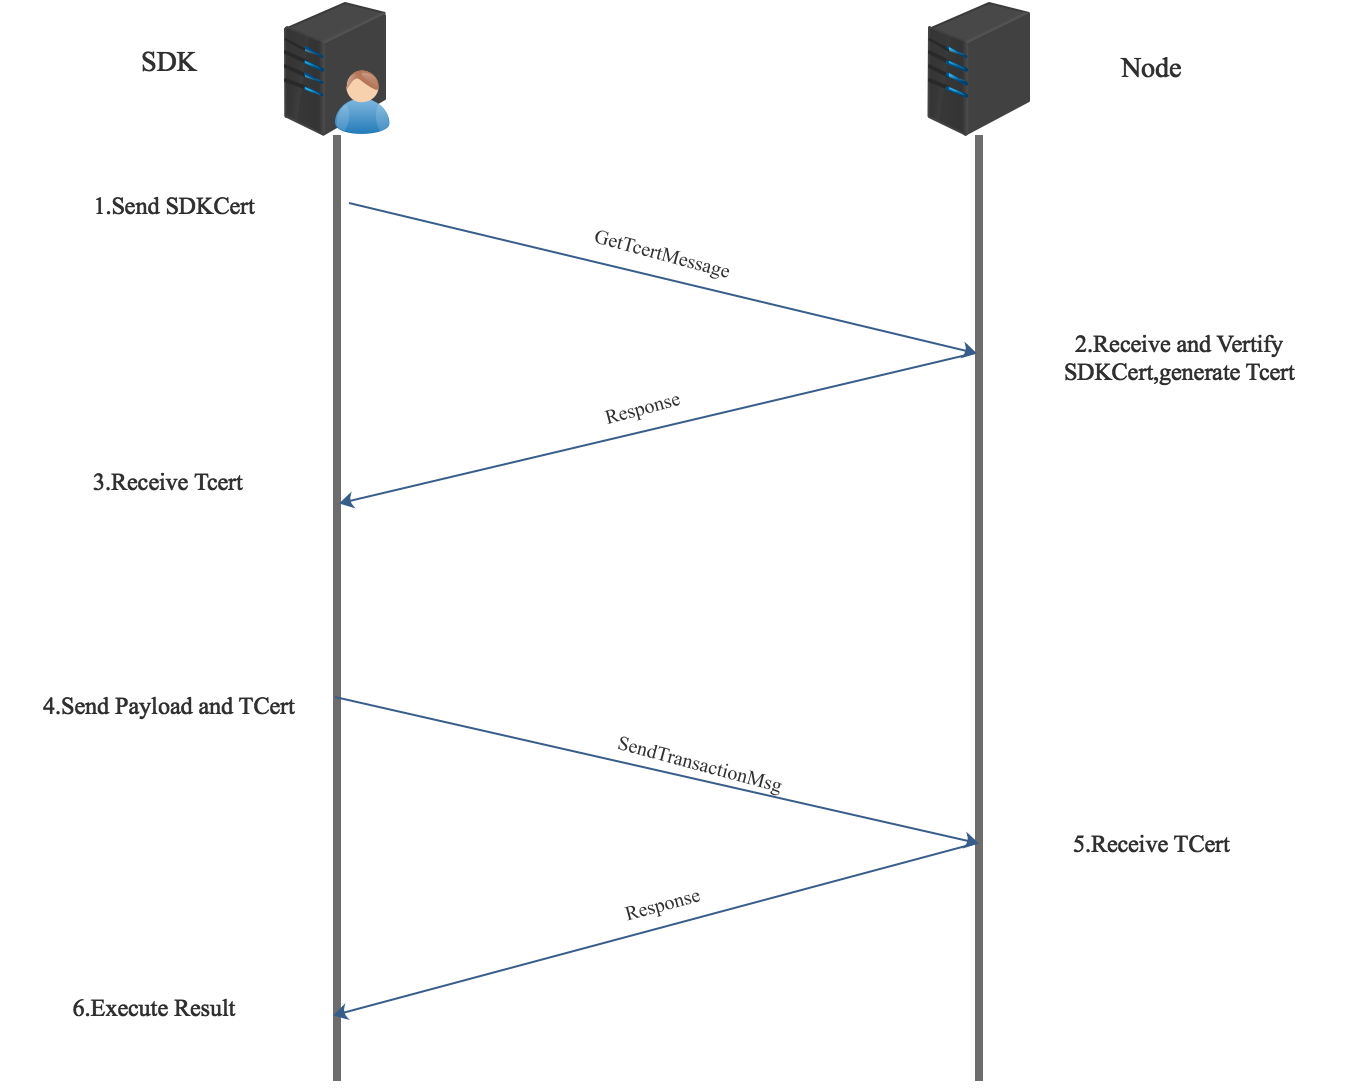 SDK
Node
1.Send SDKCert
GetTcertMessage
2.Receive and Vertify
SDKCert,generate Tcert
Response
3.Receive Tcert
4.Send Payload and TCert
SendTransactionMsg
5.Receive TCert
Response
6.Execute Result